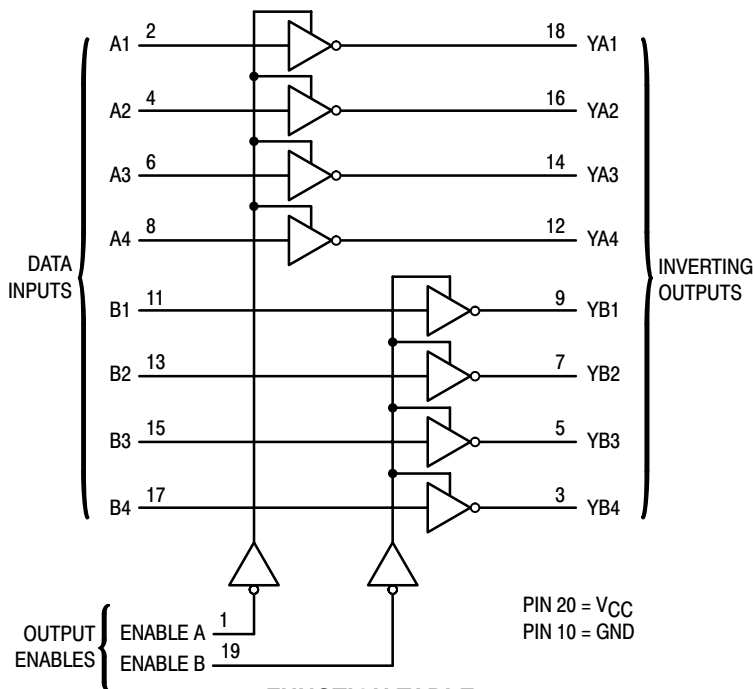 A1 2 18 YA1
A2 4 16 YA2
A3 6 14 YA3
A4 8 12 YA4
DATA
INPUTS
INVERTING
OUTPUTS
B1 11 9 YB1
B2 13 7 YB2
B3 15 5 YB3
B4 17 3 YB4
OUTPUT
ENABLES
ENABLE A 1
ENABLE B 19
PIN 20 = VCC
PIN 10 = GND